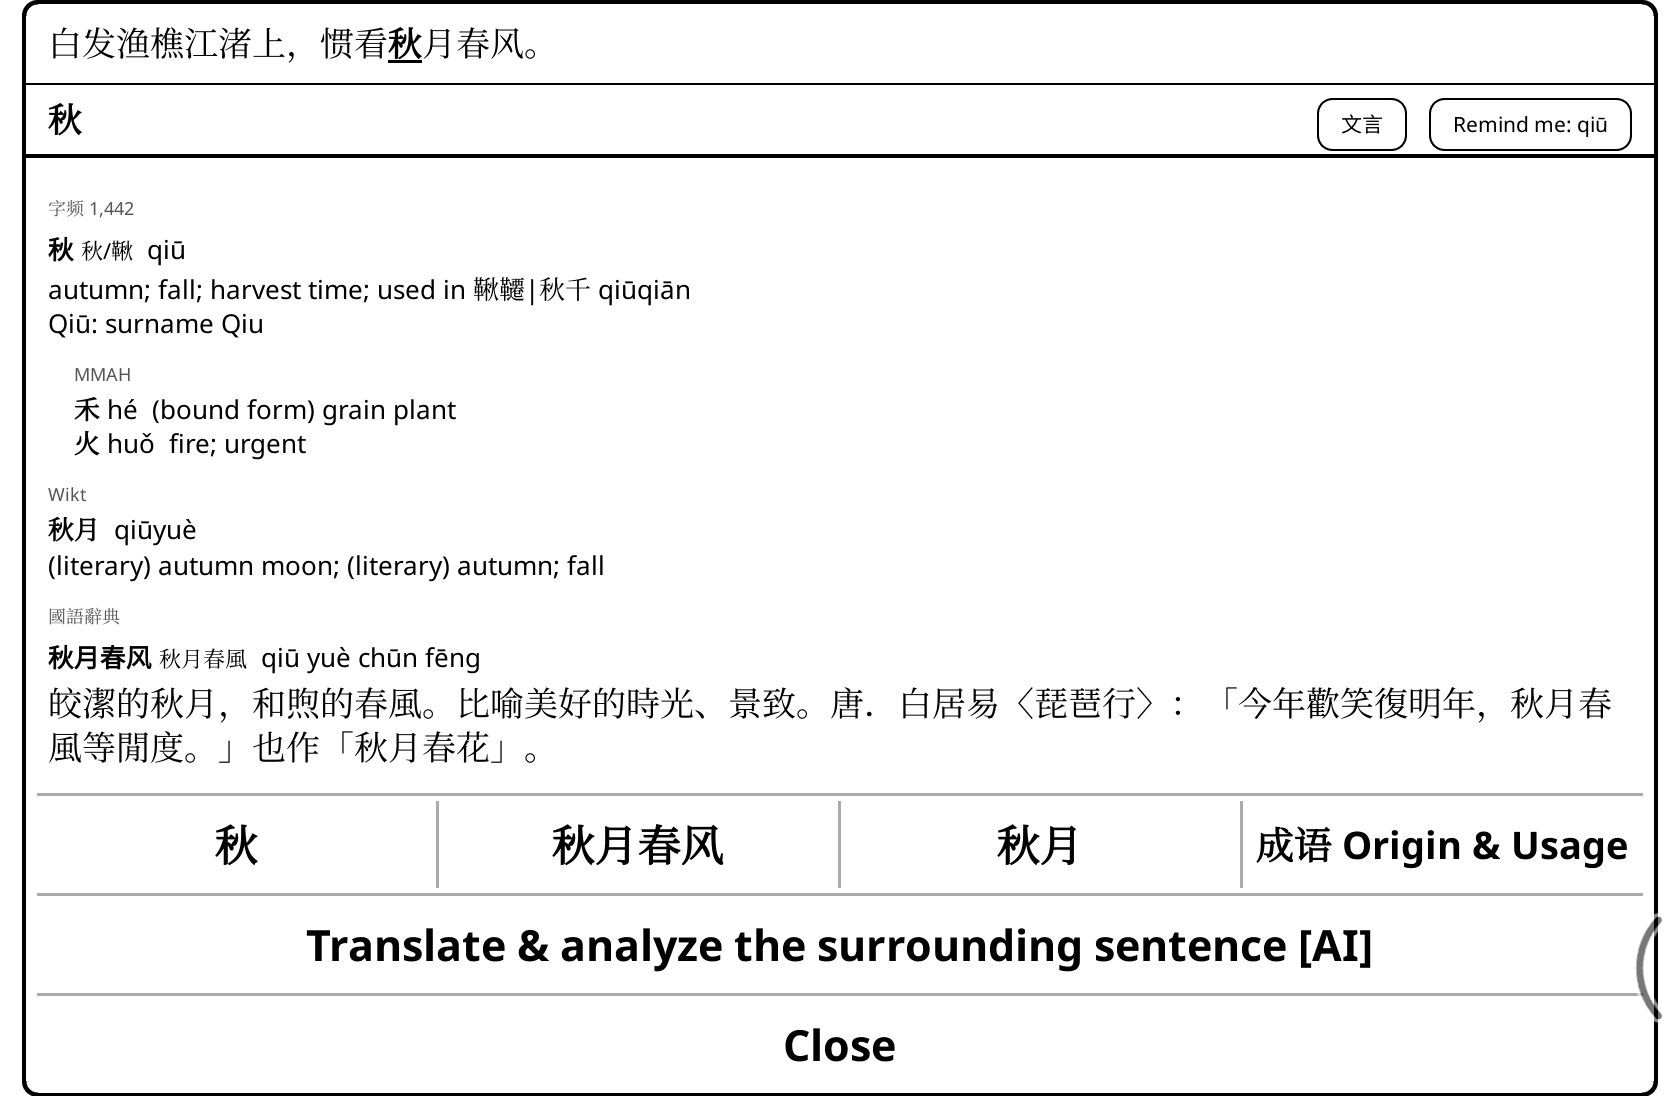 白发渔樵江渚上，惯看秋月春风。
秋
文言
Remind me: qiū
字频 1,442
秋 秋/鞦 qiū
autumn; fall; harvest time; used in 鞦韆|秋千 qiūqiān
Qiū: surname Qiu
MMAH
禾 hé (bound form) grain plant
火 huǒ fire; urgent
Wikt
秋月 qiūyuè
(literary) autumn moon; (literary) autumn; fall
國語辭典
秋月春风 秋月春風 qiū yuè chūn fēng
皎潔的秋月，和煦的春風。比喻美好的時光、景致。唐．白居易〈琵琶行〉：「今年歡笑復明年，秋月春
風等閒度。」也作「秋月春花」。
秋
秋月春风
秋月
成语 Origin & Usage
Translate & analyze the surrounding sentence [AI]
Close